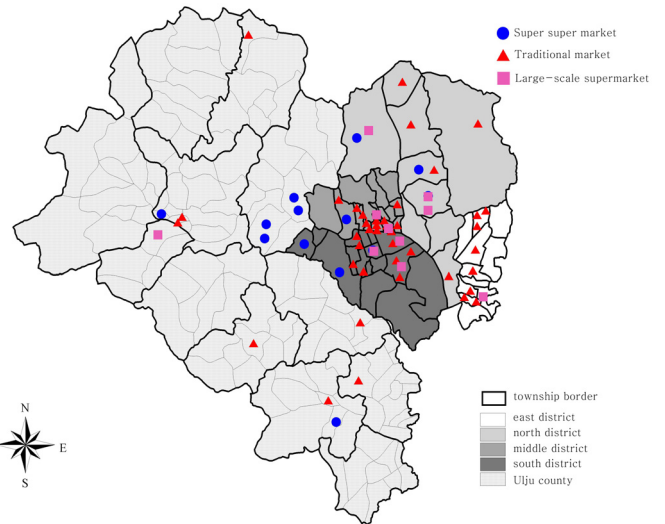 Super super market
Traditional market
Large-scale supermarket
N
E
S
township border
east district
north district
middle district
south district
Ulju county